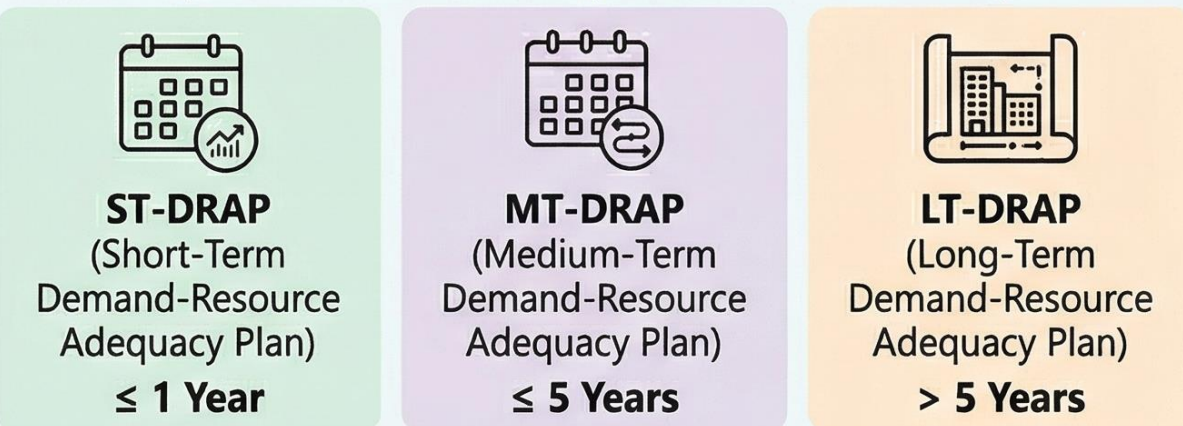 ST-DRAP
(Short-Term
Demand-Resource
Adequacy Plan)
≤ 1 Year
MT-DRAP
(Medium-Term
Demand-Resource
Adequacy Plan)
≤ 5 Years
LT-DRAP
(Long-Term
Demand-Resource
Adequacy Plan)
> 5 Years